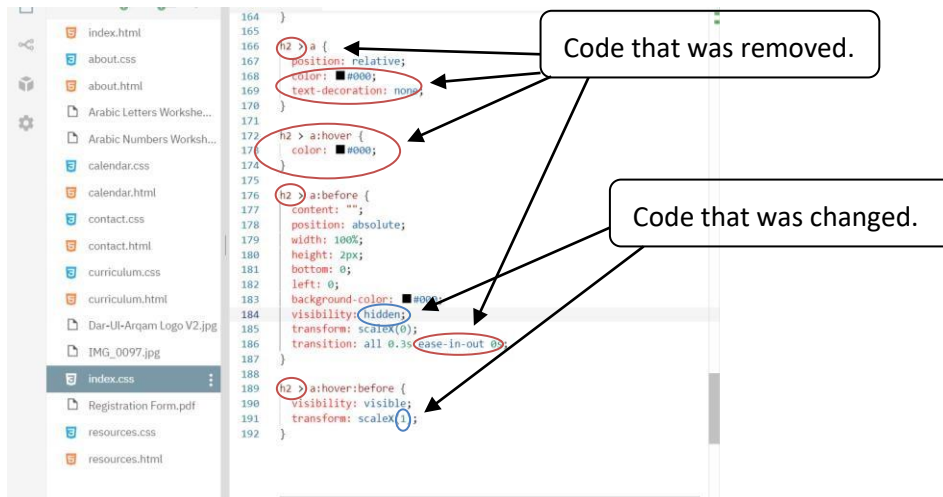 index.html
about.css
about.html
Arabic Letters Workshe...
Arabic Numbers Worksh...
calendar.css
calendar.html
contact.css
contact.html
curriculum.css
curriculum.html
Dar-Ul-Arqam Logo V2.jpg
IMG_0097.jpg
index.css
Registration Form.pdf
resources.css
resources.html
164 }
165
166 h2 > a {
167 position: relative;
168 color: #000;
169 text-decoration: none;
170 }
171
172 h2 > a:hover {
173 color: #000;
174 }
175
176 h2 > a:before {
177 content: "";
178 position: absolute;
179 width: 100%;
180 height: 2px;
181 bottom: 0;
182 left: 0;
183 background-color: #000;
184 visibility: hidden;
185 transform: scaleX(0);
186 transition: all 0.3s ease-in-out 0s;
187 }
188
189 h2 > a:hover:before {
190 visibility: visible;
191 transform: scaleX(1);
192 }
Code that was removed.
Code that was changed.